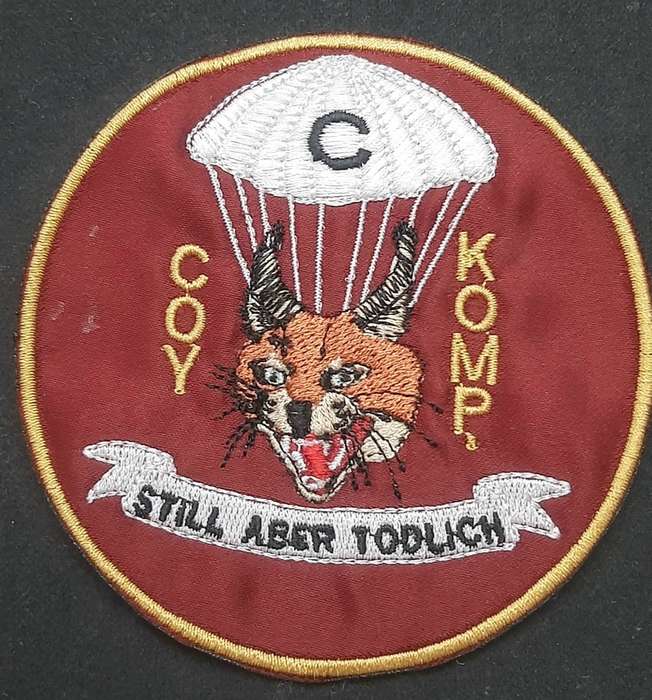 C
COY
KOMP.
STILL ABER TODLICH